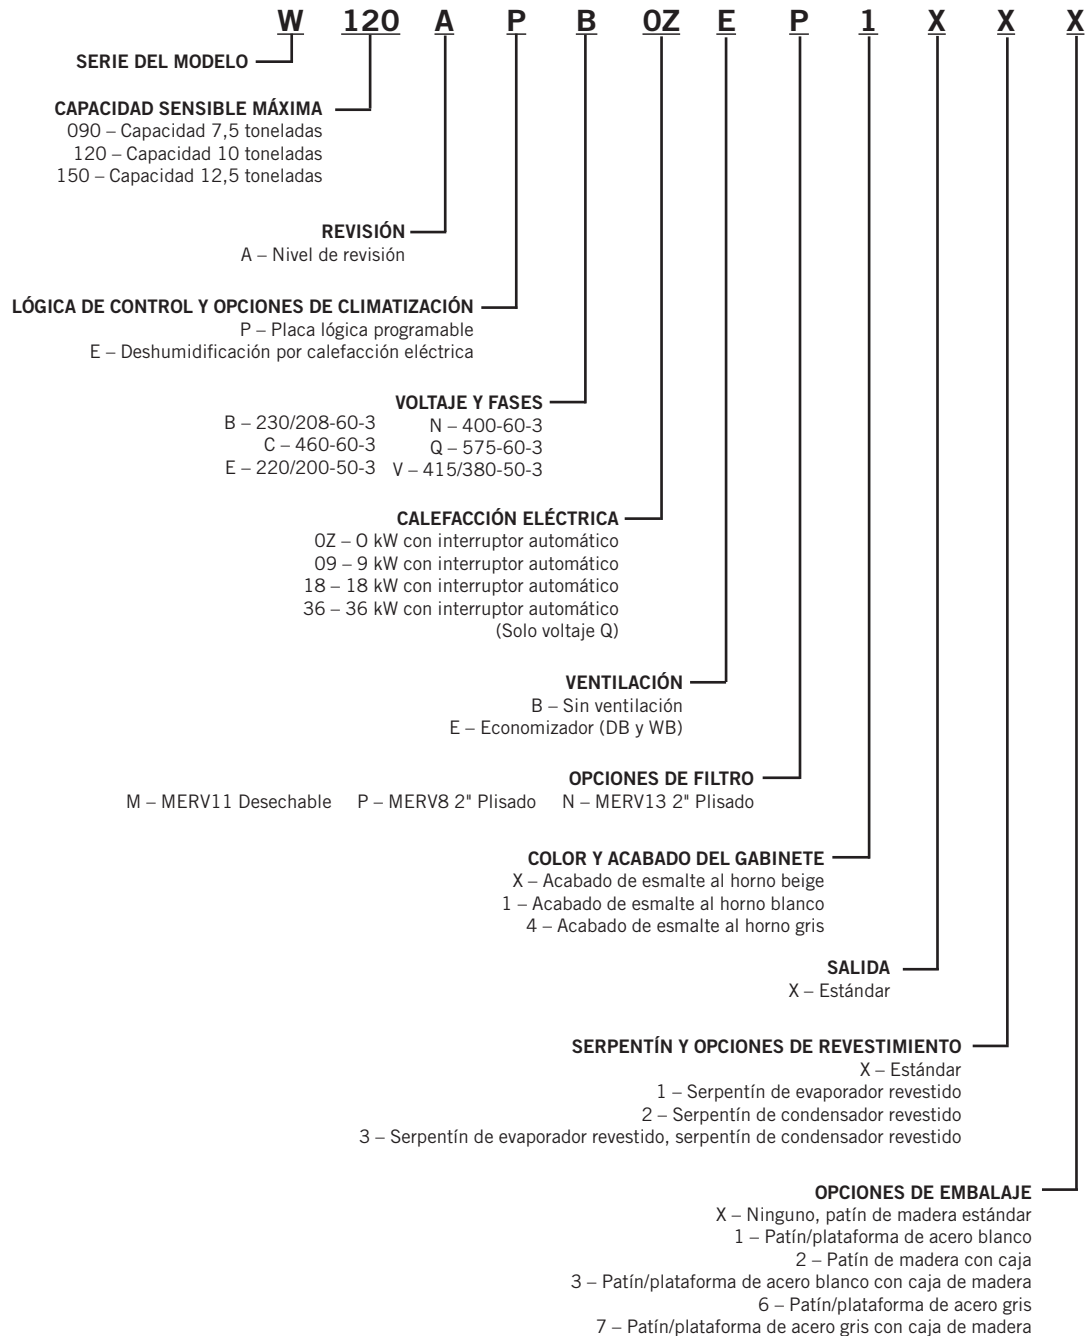 W 120 A P B 0Z E P 1 X X X
SERIE DEL MODELO
CAPACIDAD SENSIBLE MÁXIMA
090 – Capacidad 7,5 toneladas
120 – Capacidad 10 toneladas
150 – Capacidad 12,5 toneladas
REVISIÓN
A – Nivel de revisión
LÓGICA DE CONTROL Y OPCIONES DE CLIMATIZACIÓN
P – Placa lógica programable
E – Deshumidificación por calefacción eléctrica
VOLTAJE Y FASES
B – 230/208-60-3 N – 400-60-3
C – 460-60-3 Q – 575-60-3
E – 220/200-50-3 V – 415/380-50-3
CALEFACCIÓN ELÉCTRICA
0Z – 0 kW con interruptor automático
09 – 9 kW con interruptor automático
18 – 18 kW con interruptor automático
36 – 36 kW con interruptor automático
(Solo voltaje Q)
VENTILACIÓN
B – Sin ventilación
E – Economizador (DB y WB)
OPCIONES DE FILTRO
M – MERV11 Desechable P – MERV8 2" Plisado N – MERV13 2" Plisado
COLOR Y ACABADO DEL GABINETE
X – Acabado de esmalte al horno beige
1 – Acabado de esmalte al horno blanco
4 – Acabado de esmalte al horno gris
SALIDA
X – Estándar
SERPENTÍN Y OPCIONES DE REVESTIMIENTO
X – Estándar
1 – Serpentín de evaporador revestido
2 – Serpentín de condensador revestido
3 – Serpentín de evaporador revestido, serpentín de condensador revestido
OPCIONES DE EMBALAJE
X – Ninguno, patín de madera estándar
1 – Patín/plataforma de acero blanco
2 – Patín de madera con caja
3 – Patín/plataforma de acero blanco con caja de madera
6 – Patín/plataforma de acero gris
7 – Patín/plataforma de acero gris con caja de madera